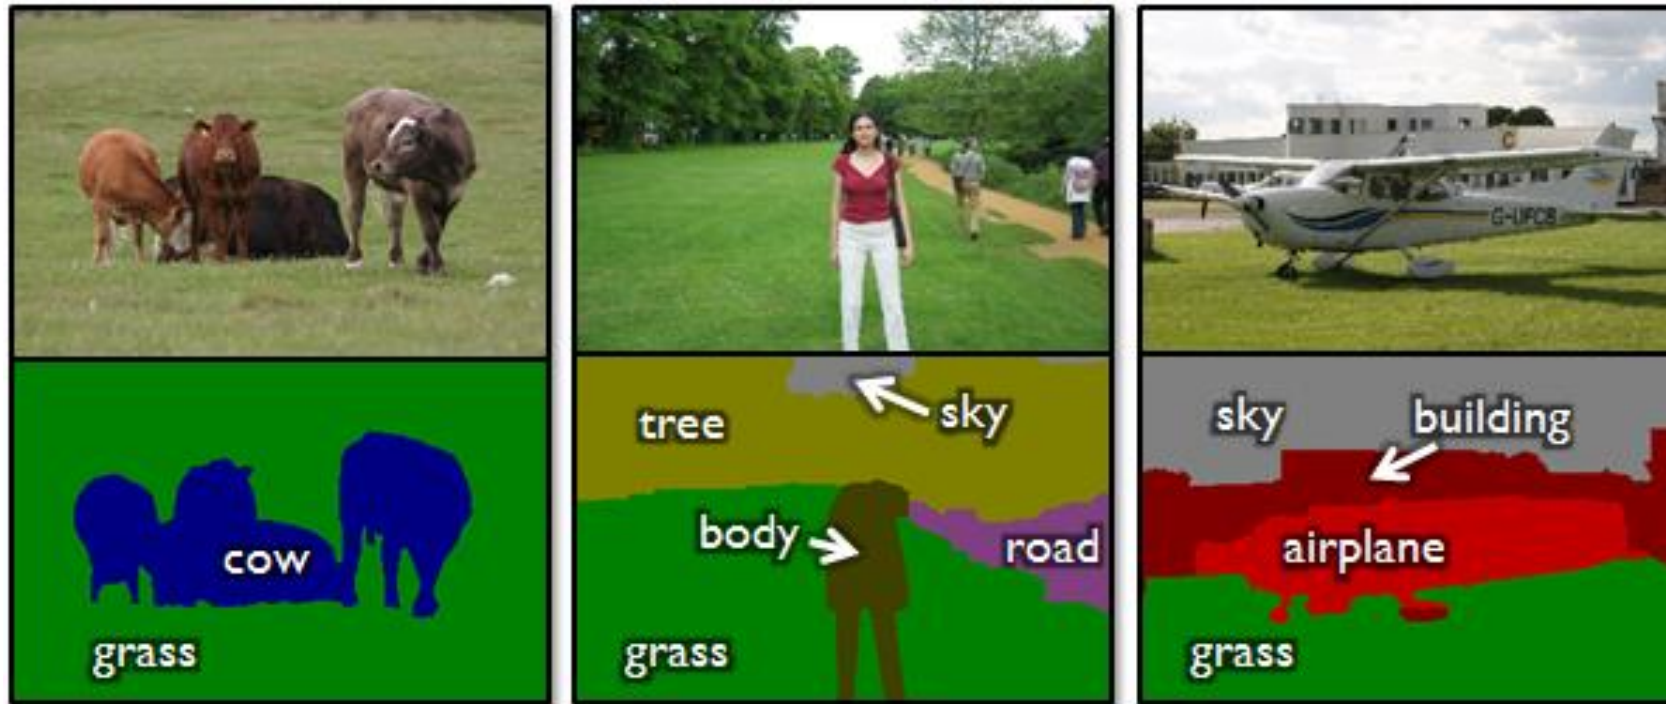 G-UFCB
cow
grass
tree
sky
body
road
grass
sky
building
airplane
grass